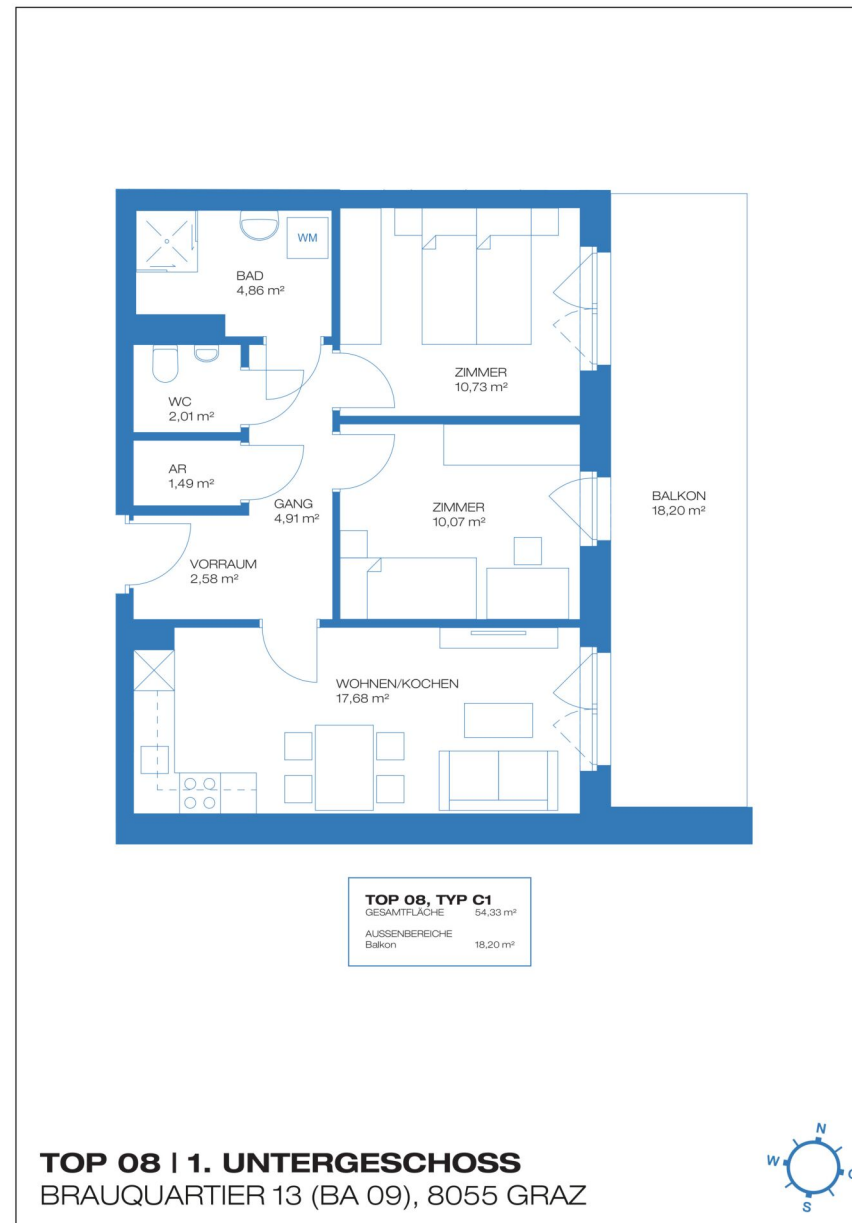 WM
BAD
4,86 m²
ZIMMER
10,73 m²
WC
2,01 m²
AR
1,49 m²
GANG
4,91 m²
ZIMMER
10,07 m²
BALKON
18,20 m²
VORRAUM
2,58 m²
WOHNEN/KOCHEN
17,68 m²
TOP 08, TYP C1
GESAMTFLÄCHE 54,33 m²
AUSSENBEREICHE
Balkon 18,20 m²
TOP 08 | 1. UNTERGESCHOSS
BRAUQUARTIER 13 (BA 09), 8055 GRAZ
N
W
S